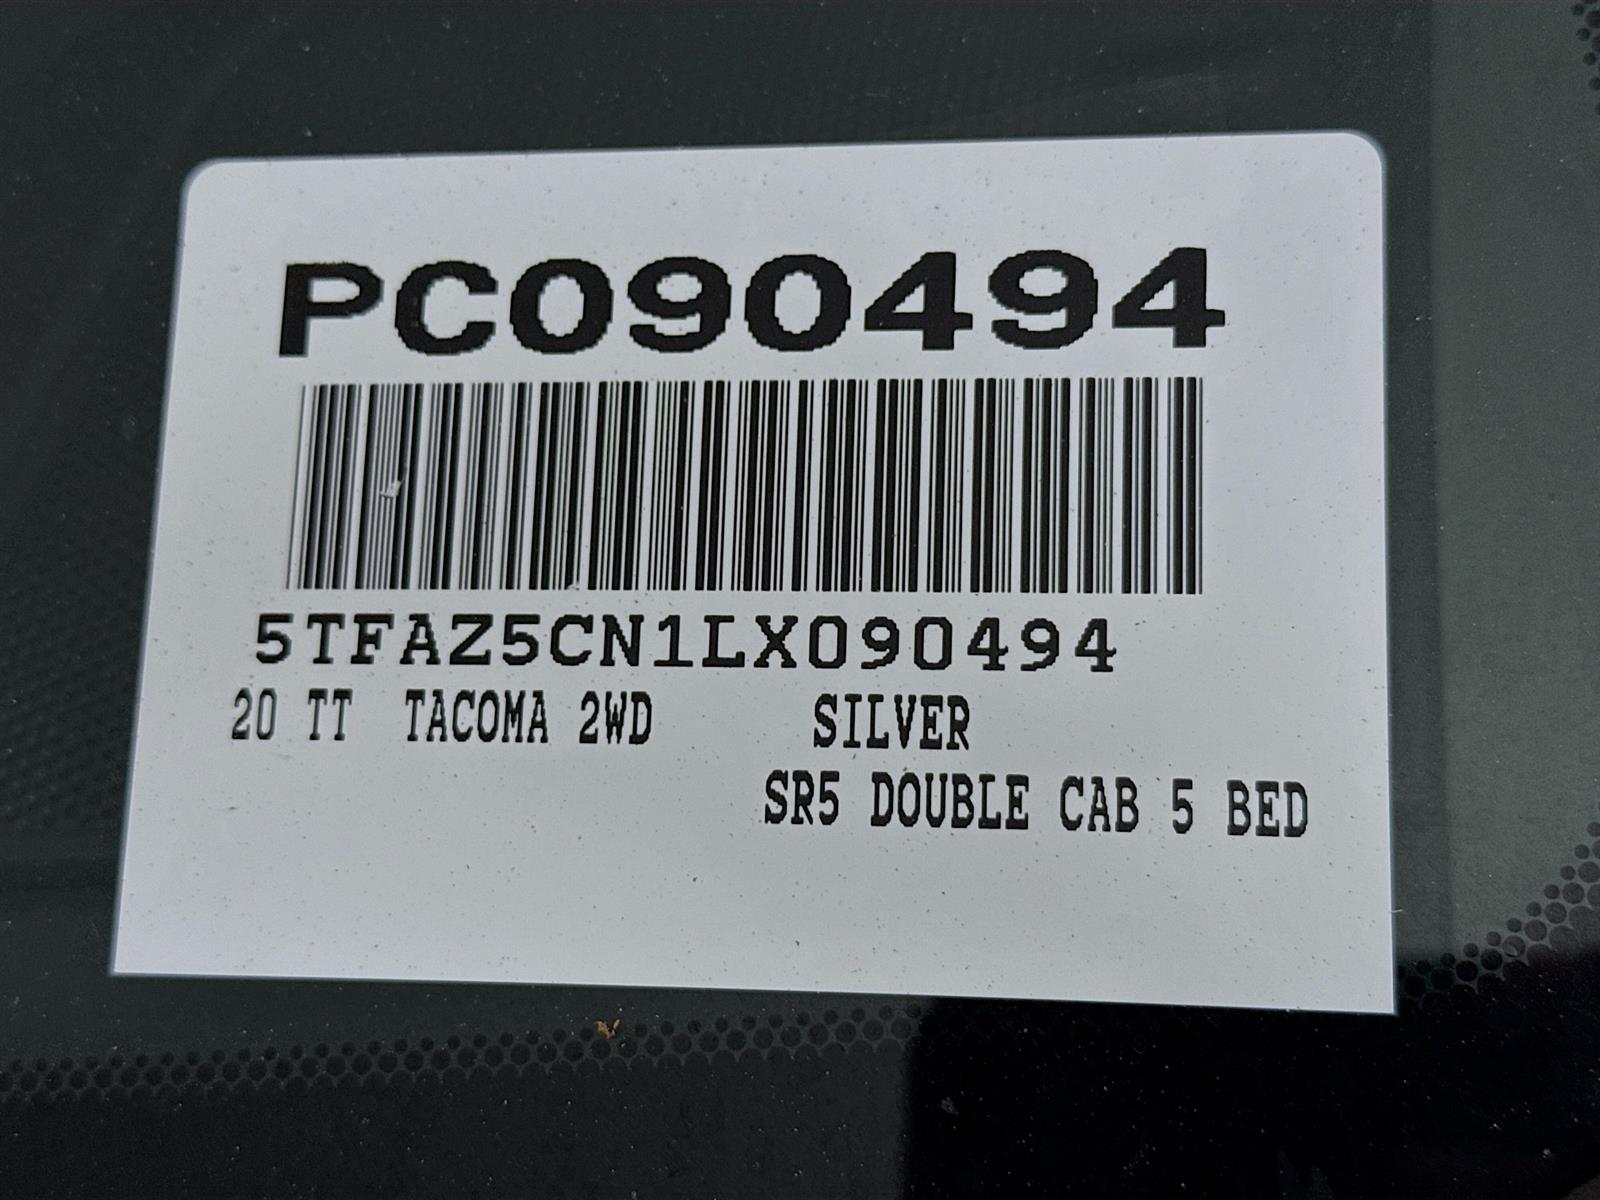 PC090494
5TFAZ5CN1LX090494
20 TT TACOMA 2WD SILVER
SR5 DOUBLE CAB 5 BED